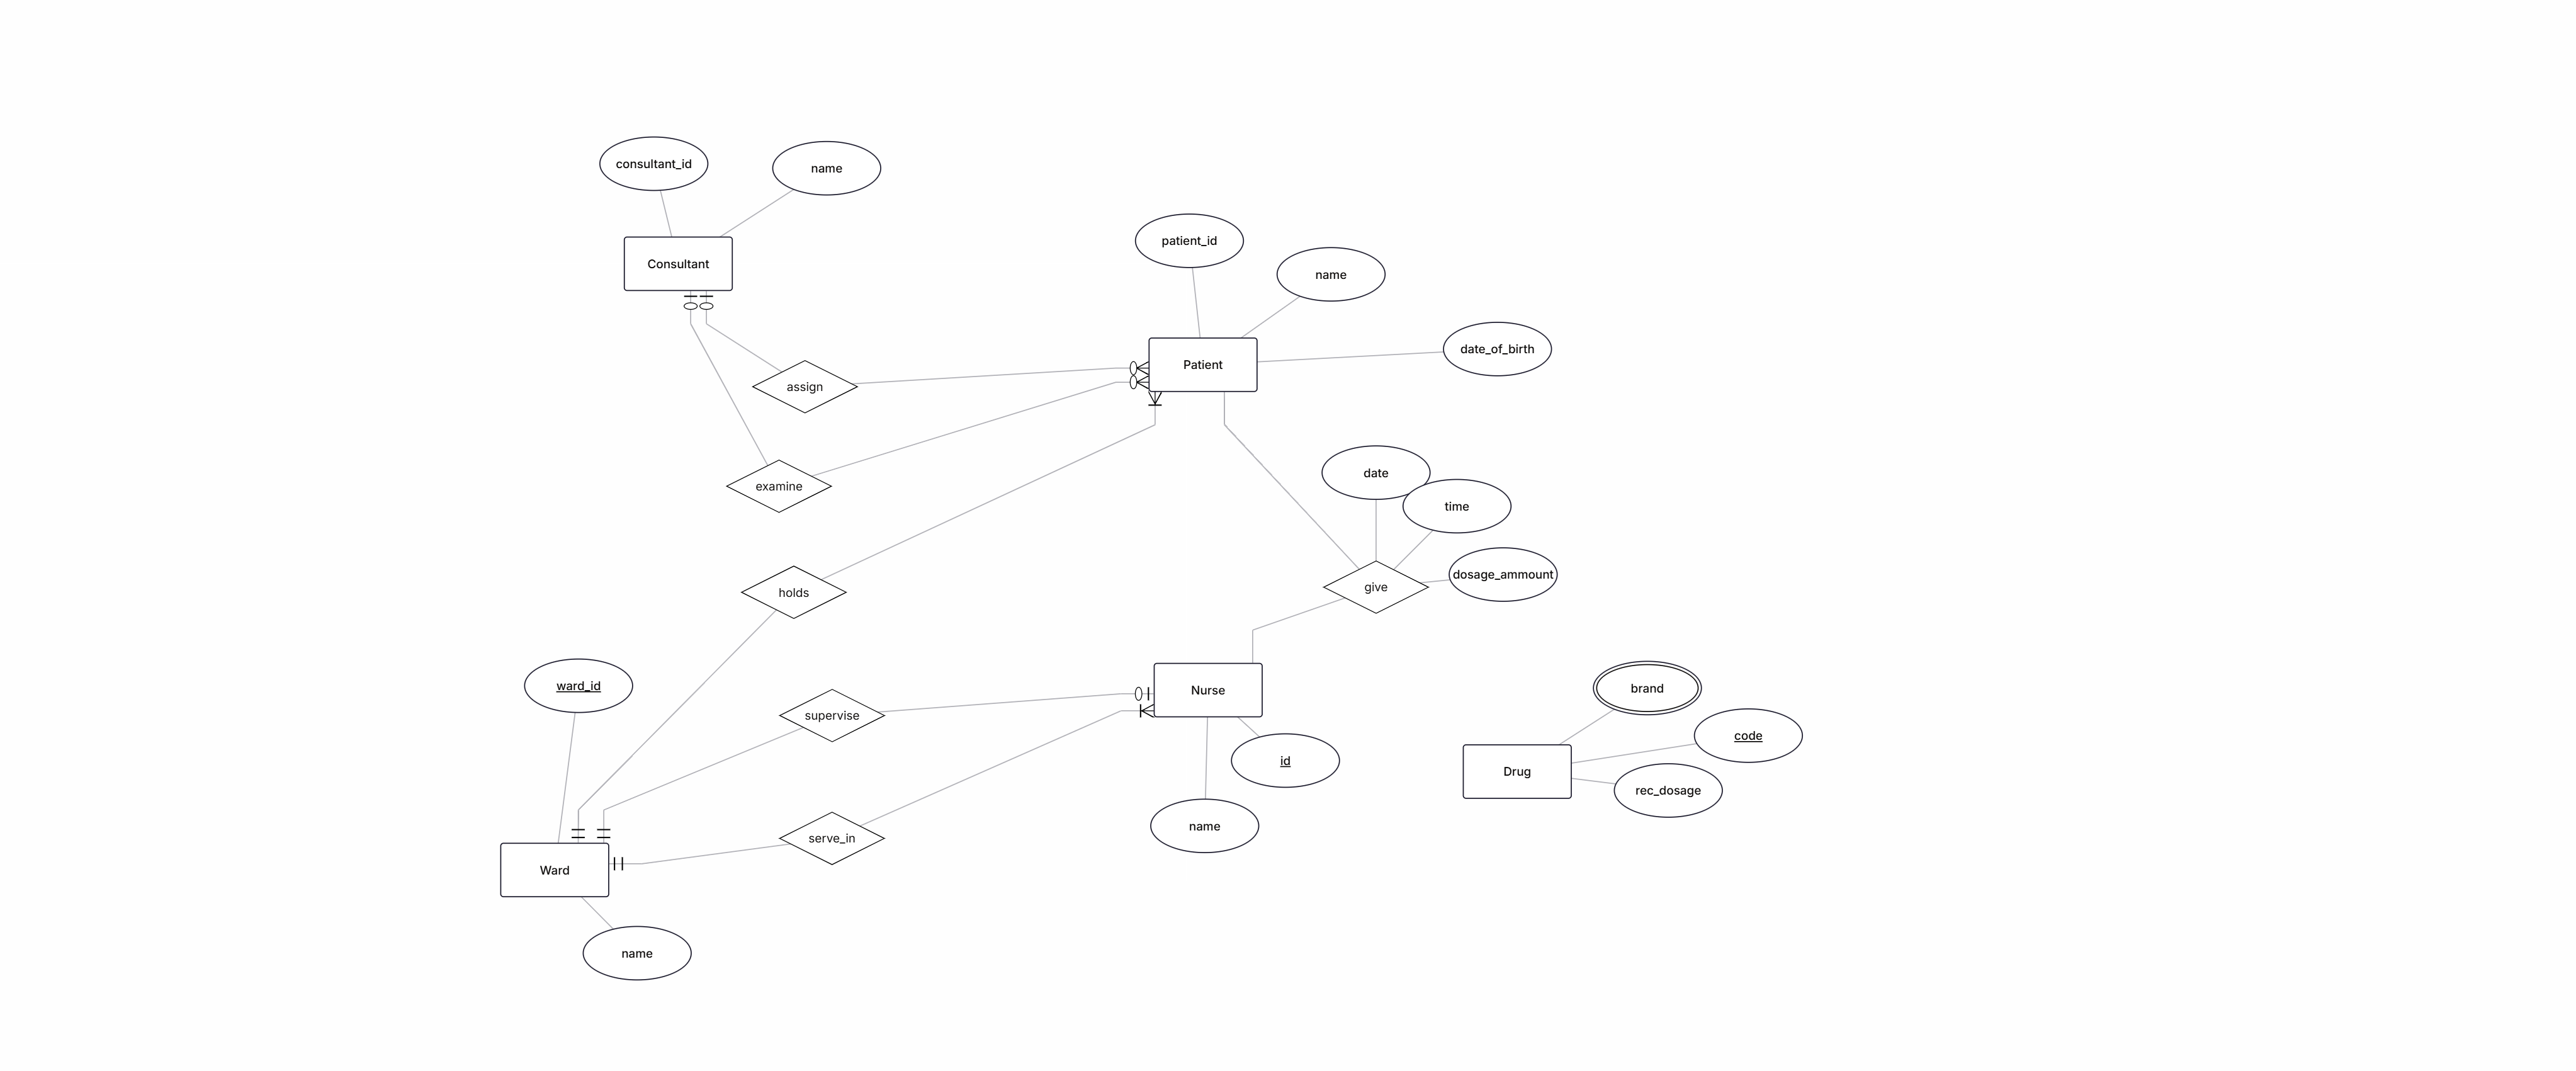 consultant_id
name
Consultant
patient_id
name
date_of_birth
Patient
assign
examine
date
time
dosage_ammount
give
holds
ward_id
supervise
Nurse
brand
code
Drug
rec_dosage
id
name
serve_in
Ward
name